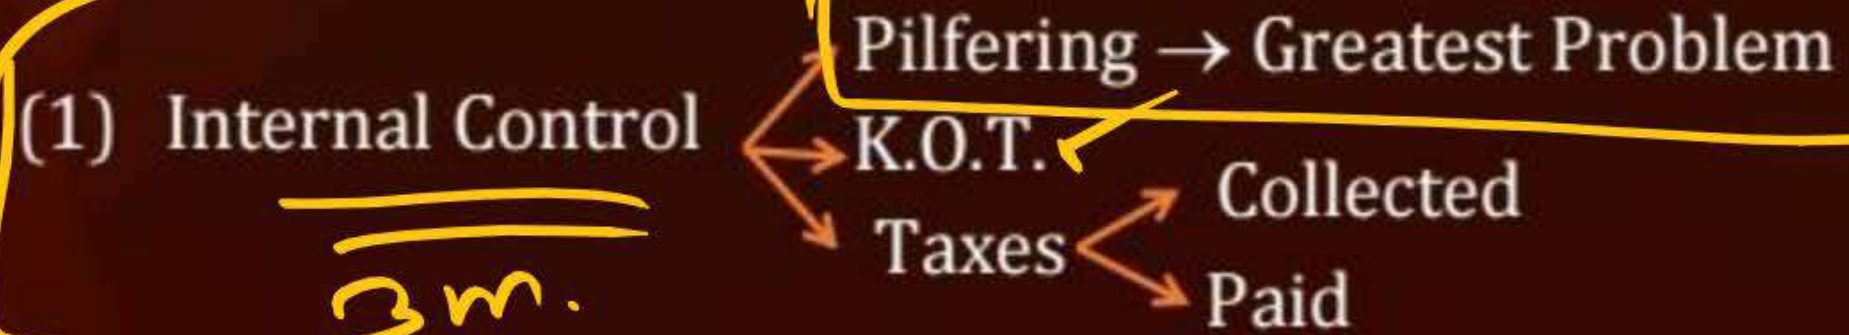 Pilfering → Greatest Problem
(1) Internal Control
K.O.T.
Collected
Taxes
Paid
3m.